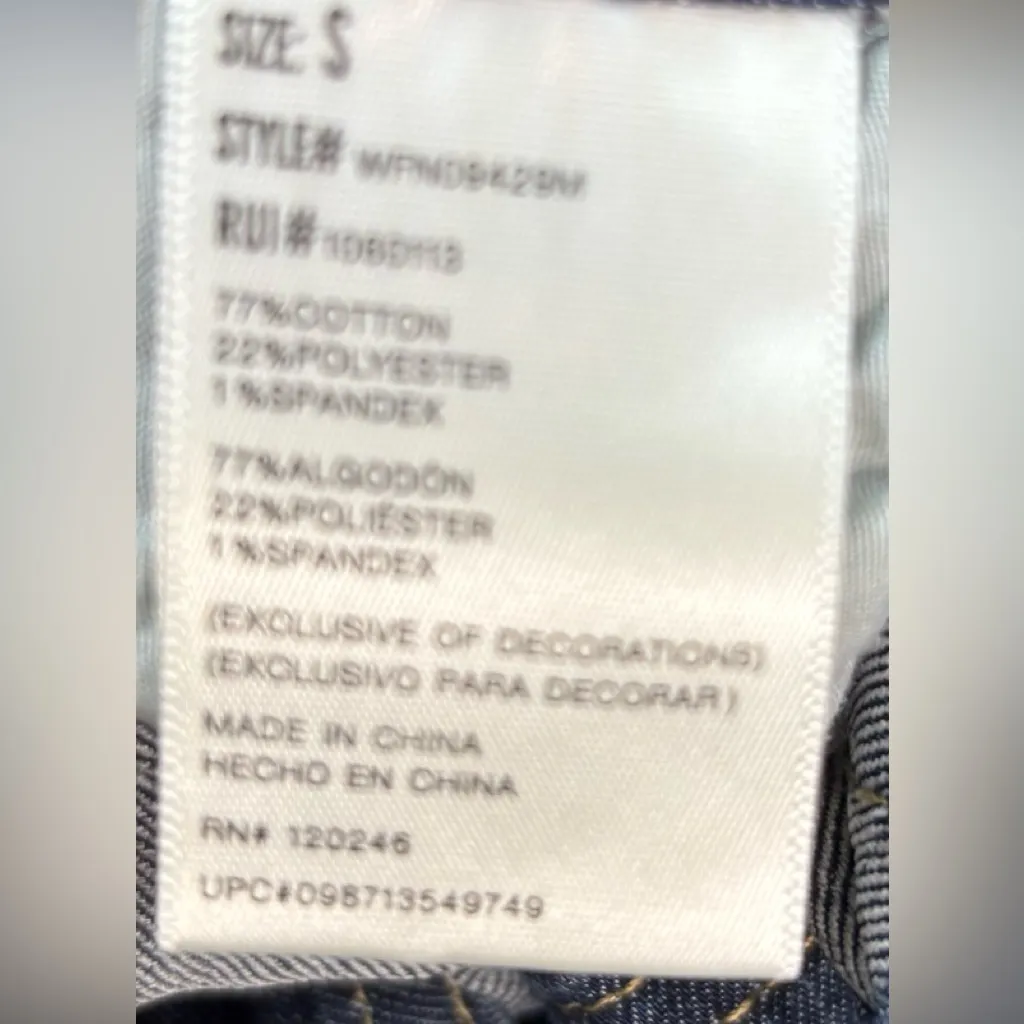 SIZE: S
STYLE#
RUI#
77%COTTON
22%POLYESTER
1%SPANDEX
77%ALGODÓN
22%POLIÉSTER
1%SPANDEX
(EXCLUSIVE OF DECORATIONS)
(EXCLUSIVO PARA DECORAR)
MADE IN CHINA
HECHO EN CHINA
RN# 120246
UPC#098713549749